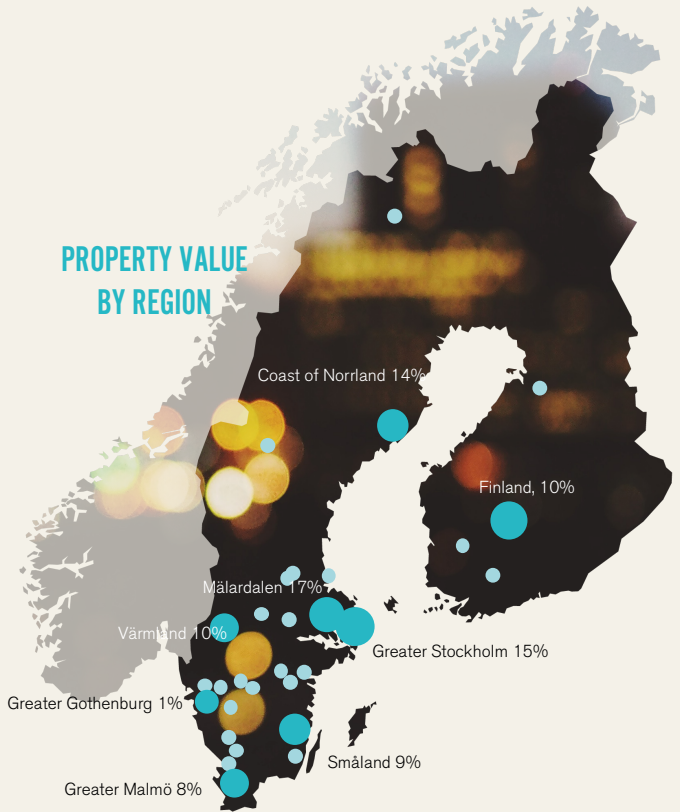 PROPERTY VALUE
BY REGION
Coast of Norrland 14%
Finland, 10%
Mälardalen 17%
Värmland 10%
Greater Stockholm 15%
Greater Gothenburg 1%
Småland 9%
Greater Malmö 8%